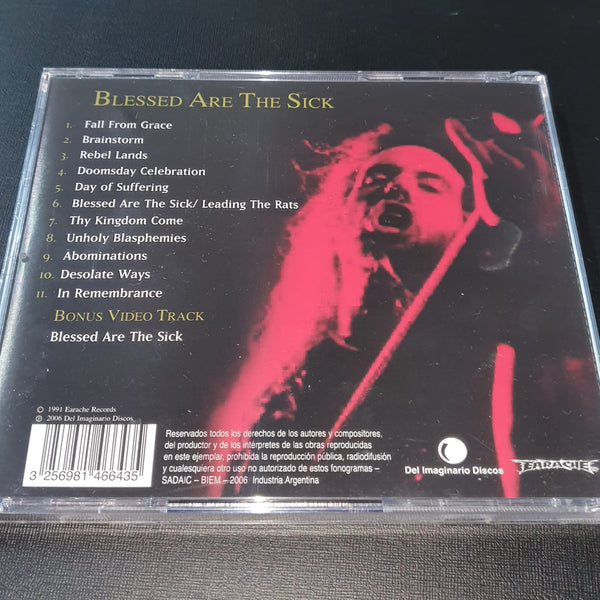 BLESSED ARE THE SICK
1. Fall From Grace
2. Brainstorm
3. Rebel Lands
4. Doomsday Celebration
5. Day of Suffering
6. Blessed Are The Sick/ Leading The Rats
7. Thy Kingdom Come
8. Unholy Blasphemies
9. Abominations
10. Desolate Ways
11. In Remembrance
BONUS VIDEO TRACK
Blessed Are The Sick
© 1991 Earache Records
℗ 2006 Del Imaginario Discos.
3 256981 466435
Reservados todos los derechos de los autores y compositores,
del productor y de los intérpretes de las obras reproducidas
en este ejemplar, prohibida la reproducción pública, radiodifusión
y cualesquiera otro uso no autorizado de estos fonogramas –
SADAIC – BIEM – 2006 Industria Argentina
Del Imaginario Discos
EARACHE